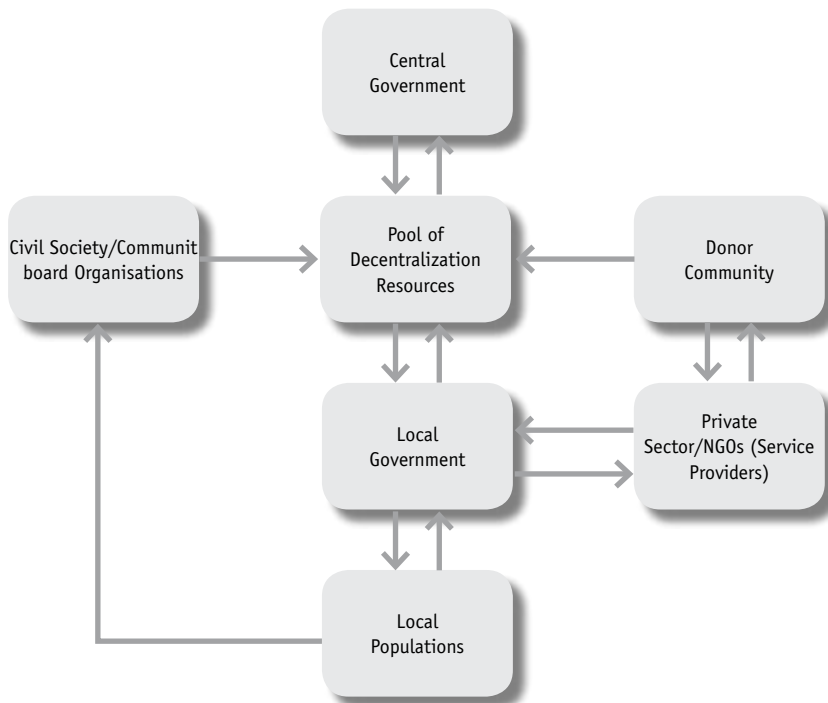 Central
Government
Civil Society/Communit
board Organisations
Pool of
Decentralization
Resources
Donor
Community
Local
Government
Private
Sector/NGOs (Service
Providers)
Local
Populations